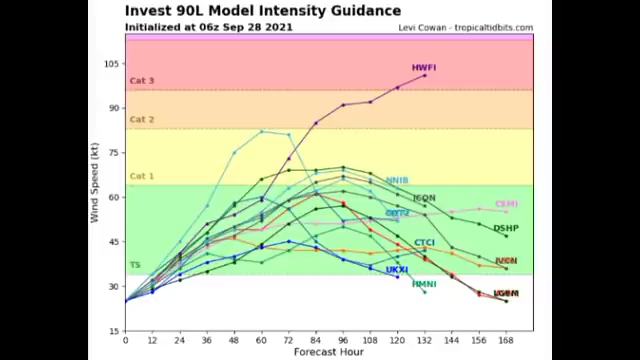 Invest 90L Model Intensity Guidance
Initialized at 06z Sep 28 2021
Levi Cowan - tropicaltidbits.com
Wind Speed (kt)
105
90
75
60
45
30
15
Cat 3
Cat 2
Cat 1
TS
HWFI
NNIB
ICON
CEMI
DSHP
CTCI
IVCN
UKXI
HMNI
0 12 24 36 48 60 72 84 96 108 120 132 144 156 168
Forecast Hour